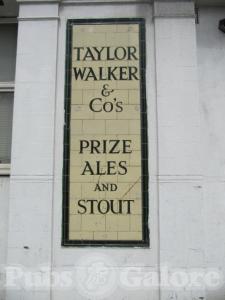 TAYLOR
WALKER
&
Co's
PRIZE
ALES
AND
STOUT
Pubs Galore